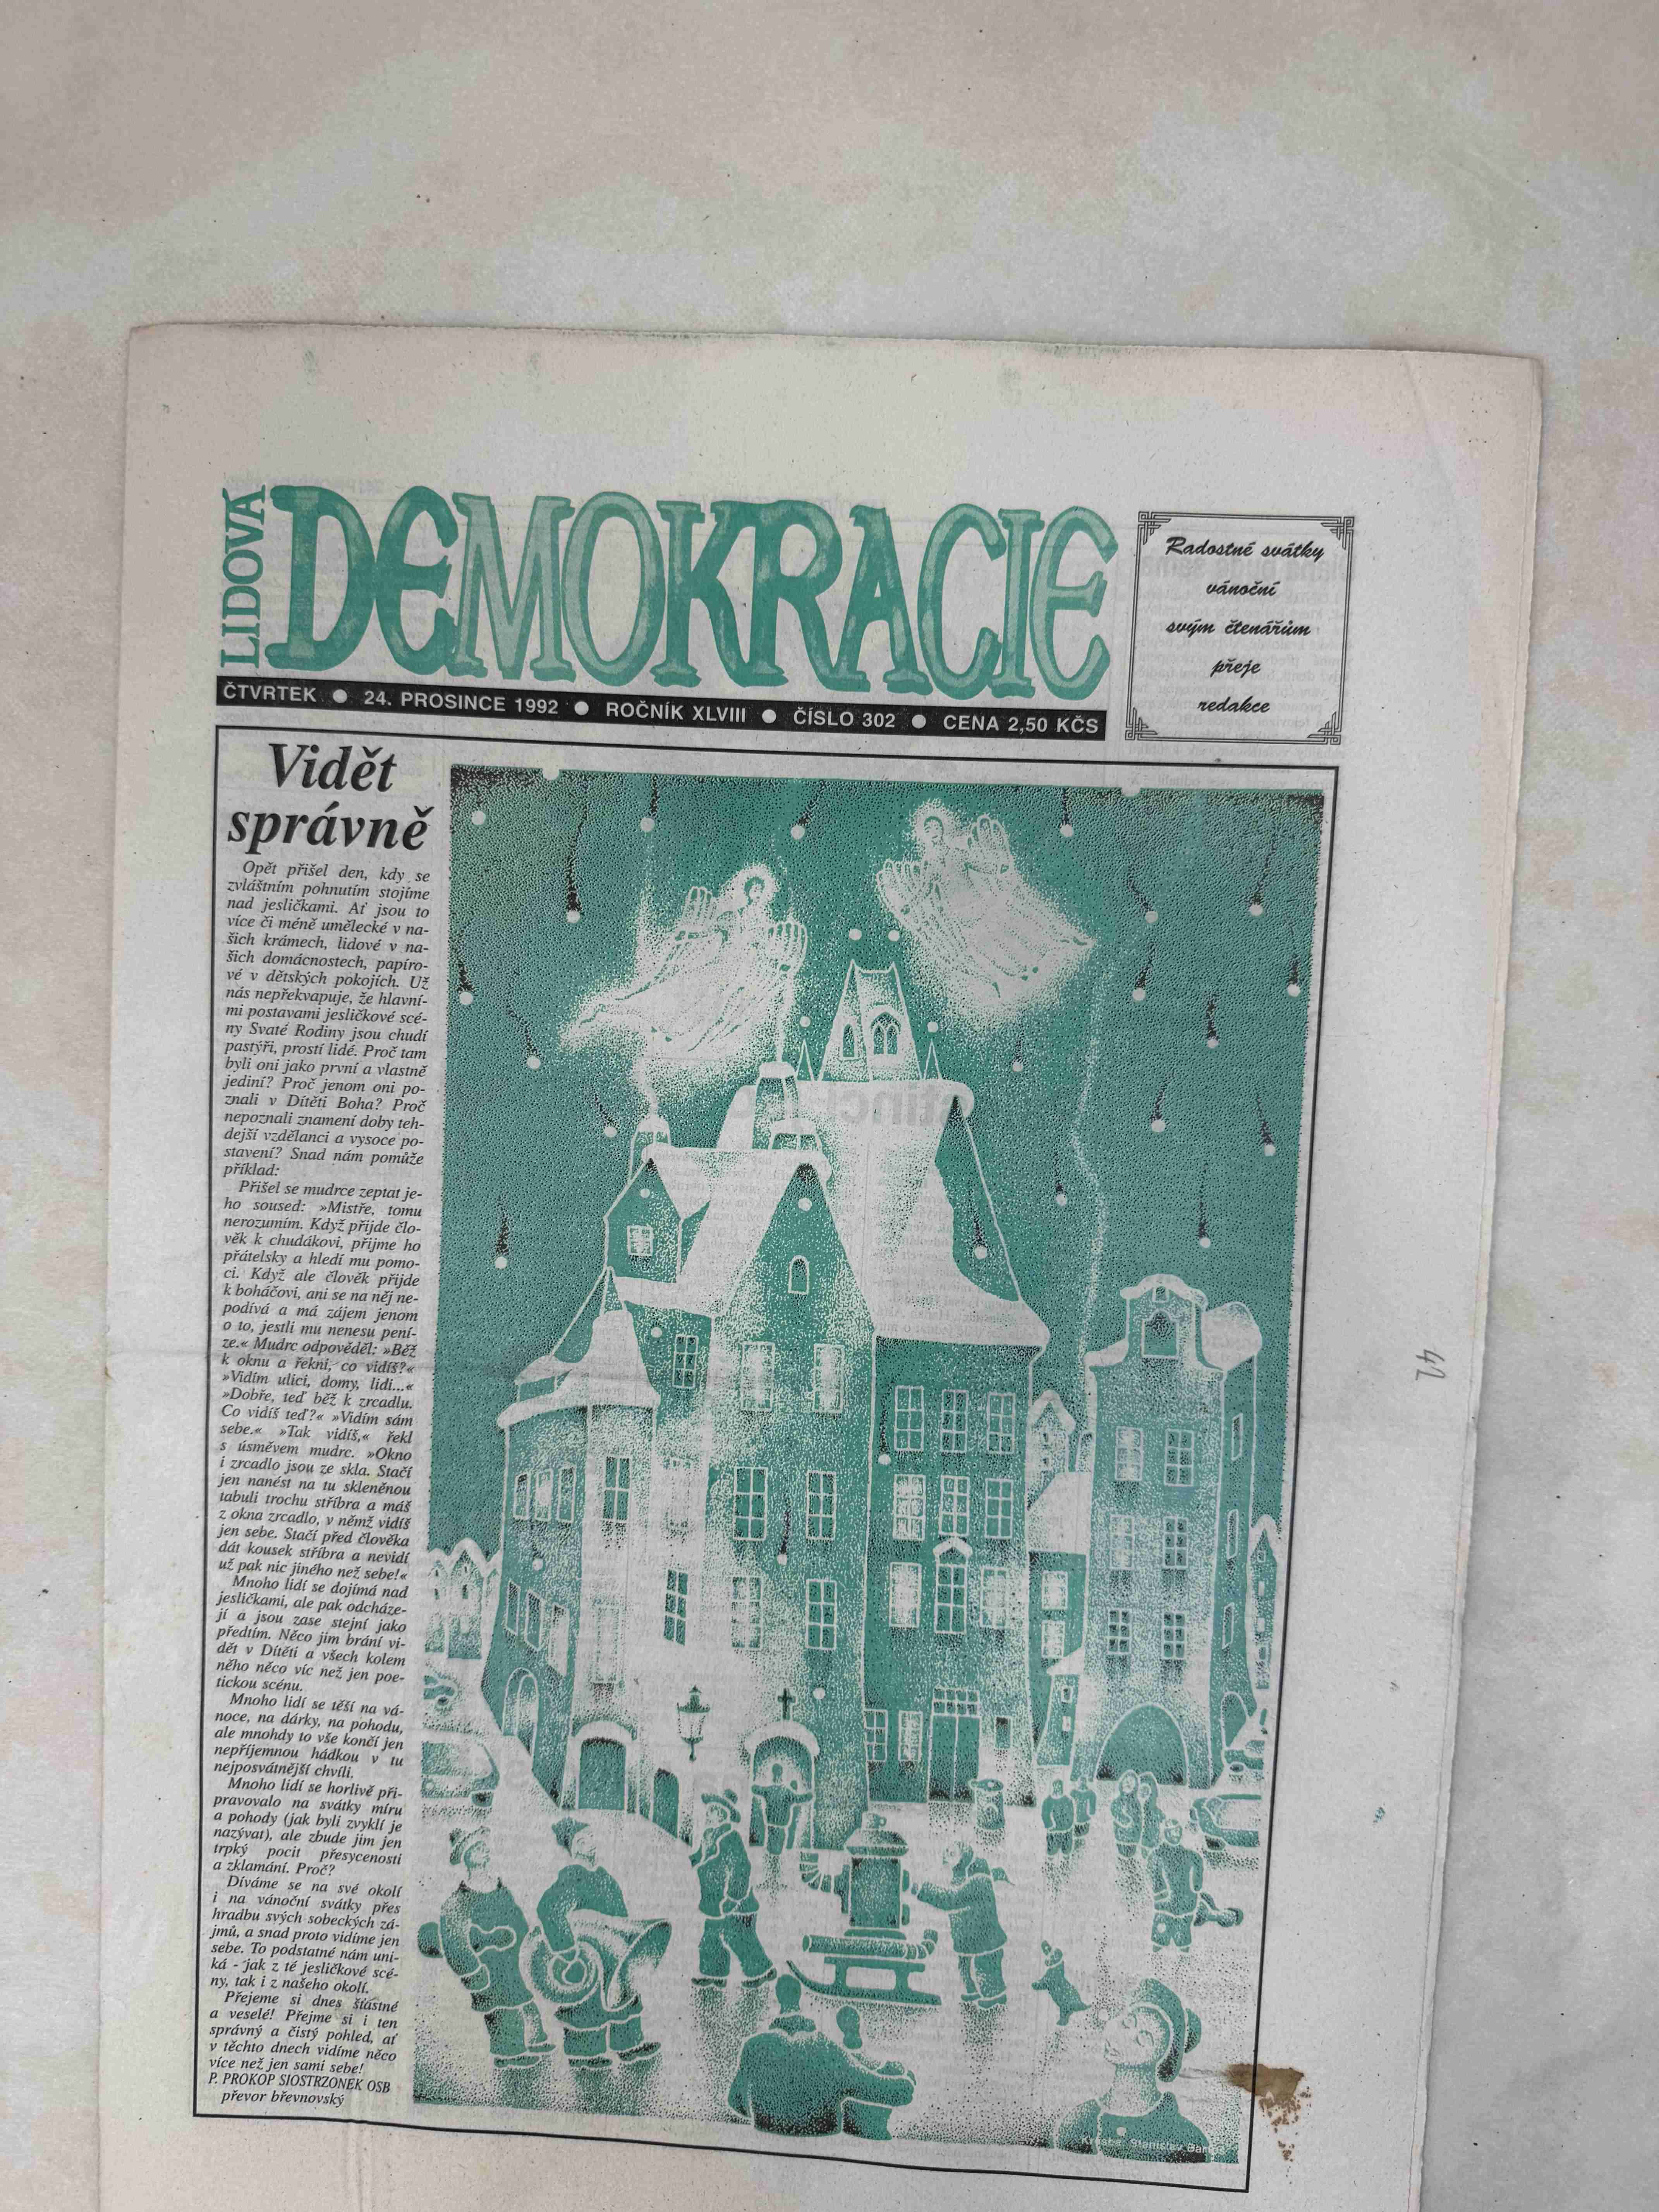 LIDOVÁ
DEMOKRACIE
ČTVRTEK ● 24. PROSINCE 1992 ● ROČNÍK XLVIII ● ČÍSLO 302 ● CENA 2,50 KČS
Radostné svátky
vánoční
svým čtenářům
přeje
redakce
Vidět
správně
Opět přišel den, kdy se
zvláštním pohnutím stojíme
nad jesličkami. Ať jsou to
více či méně umělecké v na-
šich krámech, lidové v na-
šich domácnostech, papíro-
vé v dětských pokojích. Už
nás nepřekvapuje, že hlavní-
mi postavami jesličkové scé-
ny Svaté Rodiny jsou chudí
pastýři, prostí lidé. Proč tam
byli oni jako první a vlastně
jediní? Proč jenom oni po-
znali v Dítěti Boha? Proč
nepoznali znamení doby teh-
dejší vzdělanci a vysoce po-
stavení? Snad nám pomůže
příklad:
Přišel se mudrce zeptat je-
ho soused: »Mistře, tomu
nerozumím. Když přijde člo-
věk k chudákovi, přijme ho
přátelsky a hledí mu pomo-
ci. Když ale člověk přijde
k boháčovi, ani se na něj ne-
podívá a má zájem jenom
o to, jestli mu nenesu pení-
ze.« Mudrc odpověděl: »Běž
k oknu a řekni, co vidíš?«
»Vidím ulici, domy, lidi...«
»Dobře, teď běž k zrcadlu.
Co vidíš teď?« »Vidím sám
sebe.« »Tak vidíš,« řekl
s úsměvem mudrc. »Okno
i zrcadlo jsou ze skla. Stačí
jen nanést na tu skleněnou
tabuli trochu stříbra a máš
z okna zrcadlo, v němž vidíš
jen sebe. Stačí před člověka
dát kousek stříbra a nevidí
už pak nic jiného než sebe!«
Mnoho lidí se dojímá nad
jesličkami, ale pak odcháze-
jí a jsou zase stejní jako
předtím. Něco jim brání vi-
dět v Dítěti a všech kolem
něho něco víc než jen poe-
tickou scénu.
Mnoho lidí se těší na vá-
noce, na dárky, na pohodu,
ale mnohdy to vše končí jen
nepříjemnou hádkou v tu
nejposvátnější chvíli.
Mnoho lidí se horlivě při-
pravovalo na svátky míru
a pohody (jak byli zvyklí je
nazývat), ale zbude jim jen
trpký pocit přesycenosti
a zklamání. Proč?
Díváme se na své okolí
i na vánoční svátky přes
hradbu svých sobeckých zá-
jmů, a snad proto vidíme jen
sebe. To podstatné nám uni-
ká - jak z té jesličkové scé-
ny, tak i z našeho okolí.
Přejeme si dnes šťastné
a veselé! Přejme si i ten
správný a čistý pohled, ať
v těchto dnech vidíme něco
více než jen sami sebe!
P. PROKOP SIOSTRZONEK OSB
převor břevnovský
Kresba: Stanislav
42